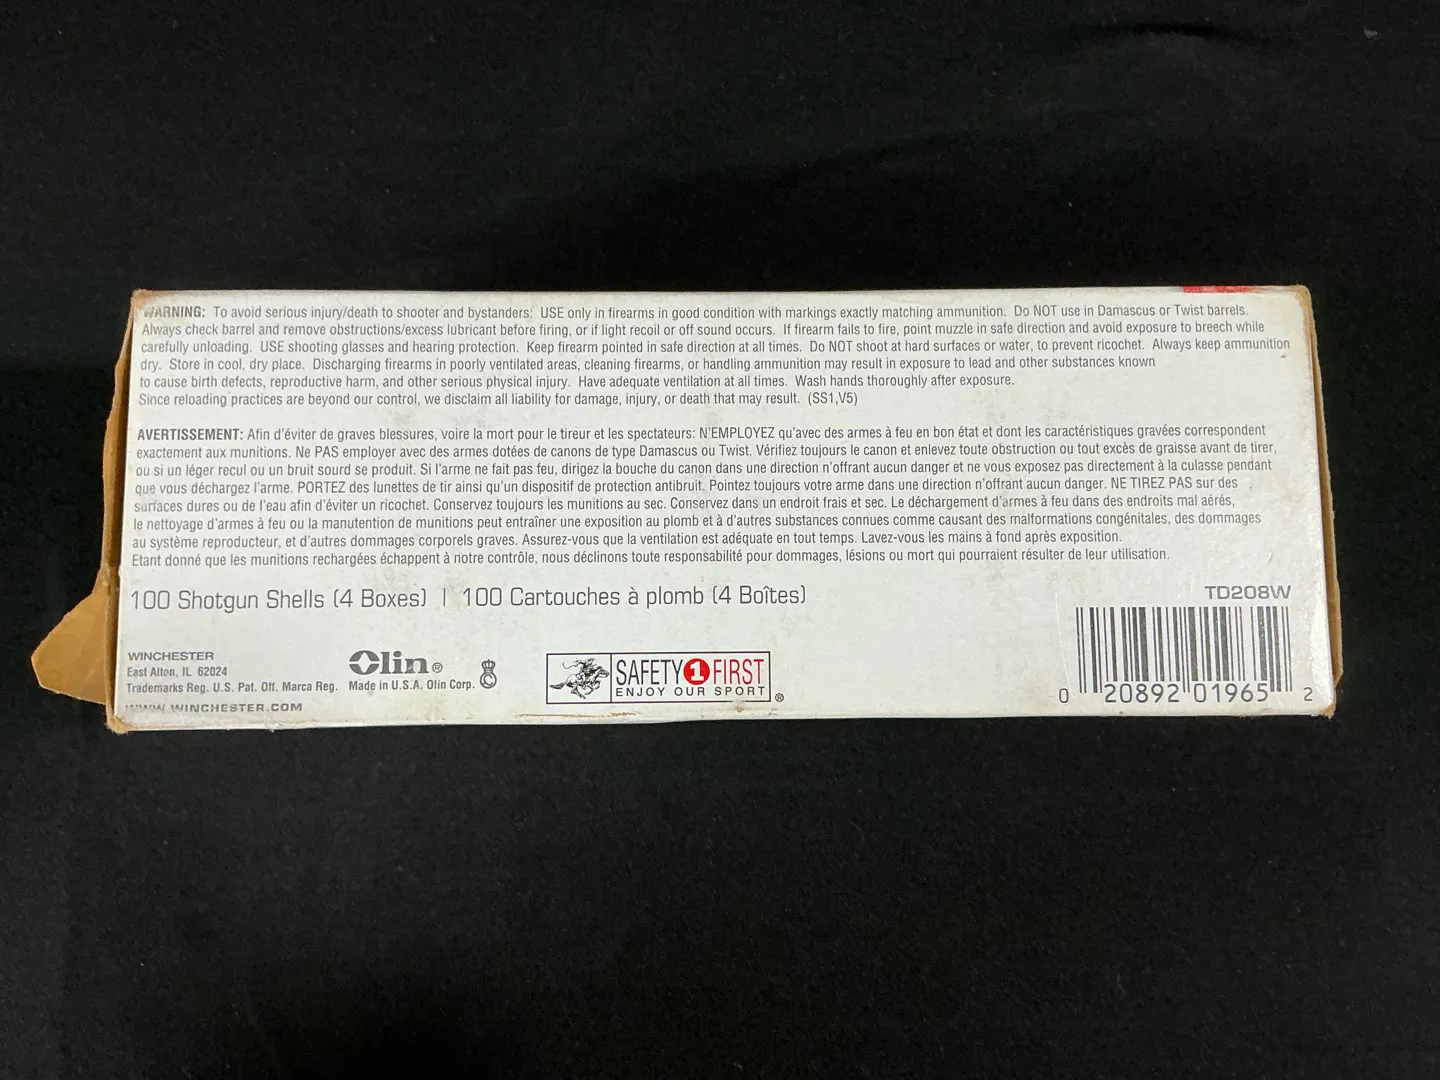 WARNING: To avoid serious injury/death to shooter and bystanders: USE only in firearms in good condition with markings exactly matching ammunition. Do NOT use in Damascus or Twist barrels.
Always check barrel and remove obstructions/excess lubricant before firing, or if light recoil or off sound occurs. If firearm fails to fire, point muzzle in safe direction and avoid exposure to breech while
carefully unloading. USE shooting glasses and hearing protection. Keep firearm pointed in safe direction at all times. Do NOT shoot at hard surfaces or water, to prevent ricochet. Always keep ammunition
dry. Store in cool, dry place. Discharging firearms in poorly ventilated areas, cleaning firearms, or handling ammunition may result in exposure to lead and other substances known
to cause birth defects, reproductive harm, and other serious physical injury. Have adequate ventilation at all times. Wash hands thoroughly after exposure.
Since reloading practices are beyond our control, we disclaim all liability for damage, injury, or death that may result. (SS1,V5)
AVERTISSEMENT: Afin d'éviter de graves blessures, voire la mort pour le tireur et les spectateurs: N'EMPLOYEZ qu'avec des armes à feu en bon état et dont les caractéristiques gravées correspondent
exactement aux munitions. Ne PAS employer avec des armes dotées de canons de type Damascus ou Twist. Vérifiez toujours le canon et enlevez toute obstruction ou tout excès de graisse avant de tirer,
ou si un léger recul ou un bruit sourd se produit. Si l'arme ne fait pas feu, dirigez la bouche du canon dans une direction n'offrant aucun danger et ne vous exposez pas directement à la culasse pendant
que vous déchargez l'arme. PORTEZ des lunettes de tir ainsi qu'un dispositif de protection antibruit. Pointez toujours votre arme dans une direction n'offrant aucun danger. NE TIREZ PAS sur des
surfaces dures ou de l'eau afin d'éviter un ricochet. Conservez toujours les munitions au sec. Conservez dans un endroit frais et sec. Le déchargement d'armes à feu dans des endroits mal aérés,
le nettoyage d'armes à feu ou la manutention de munitions peut entraîner une exposition au plomb et à d'autres substances connues comme causant des malformations congénitales, des dommages
au système reproducteur, et d'autres dommages corporels graves. Assurez-vous que la ventilation est adéquate en tout temps. Lavez-vous les mains à fond après exposition.
Etant donné que les munitions rechargées échappent à notre contrôle, nous déclinons toute responsabilité pour dommages, lésions ou mort qui pourraient résulter de leur utilisation.
100 Shotgun Shells (4 Boxes) | 100 Cartouches à plomb (4 Boîtes)
TD208W
WINCHESTER
East Alton, IL 62024
Trademarks Reg. U.S. Pat. Off. Marca Reg.
WWW.WINCHESTER.COM
Olin®
Made in U.S.A. Olin Corp.
SAFETY 1 FIRST
ENJOY OUR SPORT ®
0 20892 01965 2